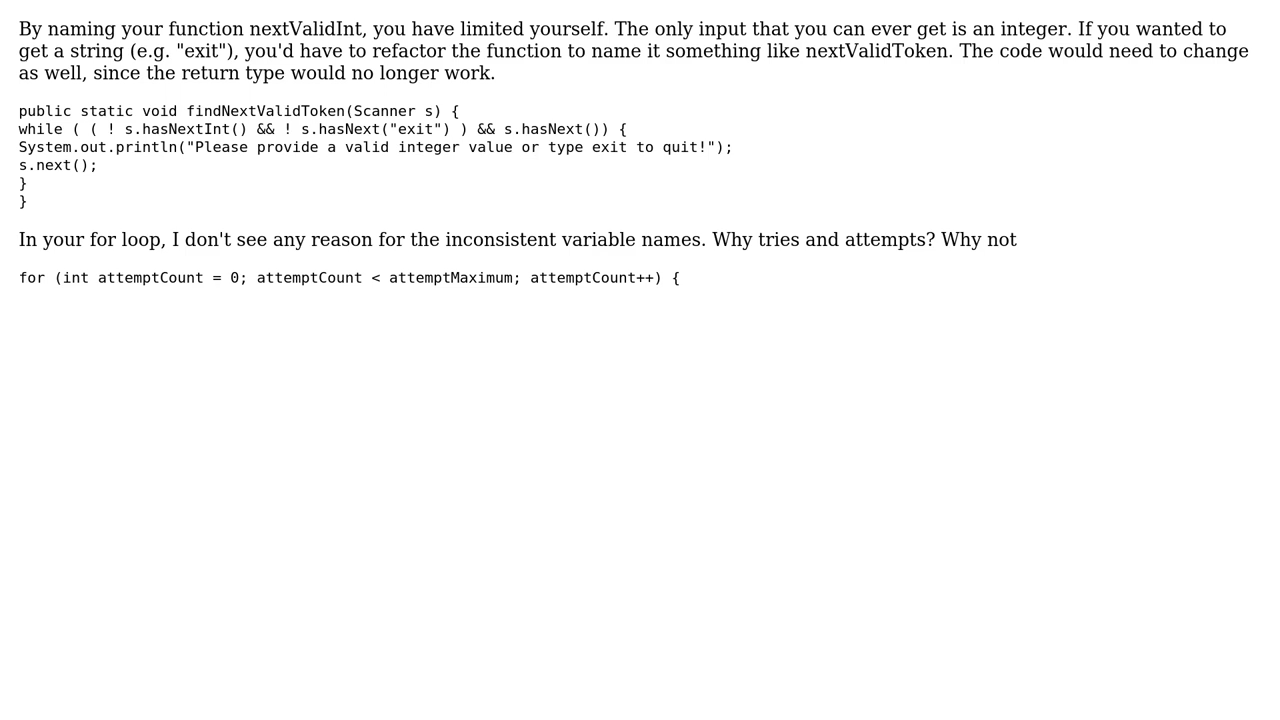 By naming your function nextValidInt, you have limited yourself. The only input that you can ever get is an integer. If you wanted to
get a string (e.g. "exit"), you'd have to refactor the function to name it something like nextValidToken. The code would need to change
as well, since the return type would no longer work.
public static void findNextValidToken(Scanner s) {
while ( ( ! s.hasNextInt() && ! s.hasNext("exit") ) && s.hasNext()) {
System.out.println("Please provide a valid integer value or type exit to quit!");
s.next();
}
}
In your for loop, I don't see any reason for the inconsistent variable names. Why tries and attempts? Why not
for (int attemptCount = 0; attemptCount < attemptMaximum; attemptCount++) {